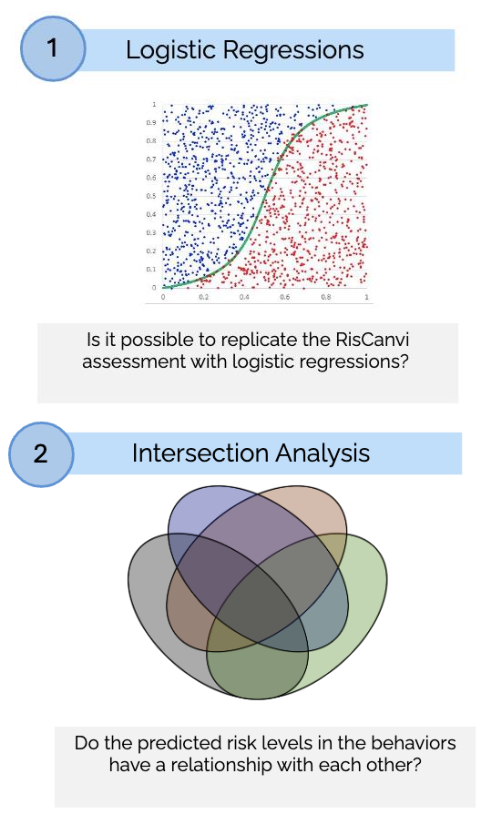 1
Logistic Regressions
1
0.9
0.8
0.7
0.6
0.5
0.4
0.3
0.2
0.1
0
0 0.2 0.4 0.6 0.8 1
Is it possible to replicate the RisCanvi
assessment with logistic regressions?
2
Intersection Analysis
Do the predicted risk levels in the behaviors
have a relationship with each other?